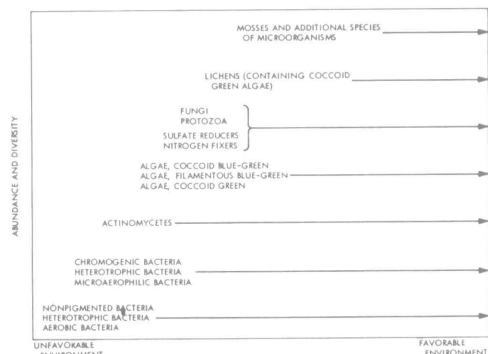 MOSSES AND ADDITIONAL SPECIES
OF MICROORGANISMS
LICHENS (CONTAINING COCCOID
GREEN ALGAE)
FUNGI
PROTOZOA
SULFATE REDUCERS
NITROGEN FIXERS
ALGAE, COCCOID BLUE-GREEN
ALGAE, FILAMENTOUS BLUE-GREEN
ALGAE, COCCOID GREEN
ACTINOMYCETES
CHROMOGENIC BACTERIA
HETEROTROPHIC BACTERIA
MICROAEROPHILIC BACTERIA
NONPIGMENTED BACTERIA
HETEROTROPHIC BACTERIA
AEROBIC BACTERIA
ABUNDANCE AND DIVERSITY
UNFAVORABLE
ENVIRONMENT
FAVORABLE
ENVIRONMENT